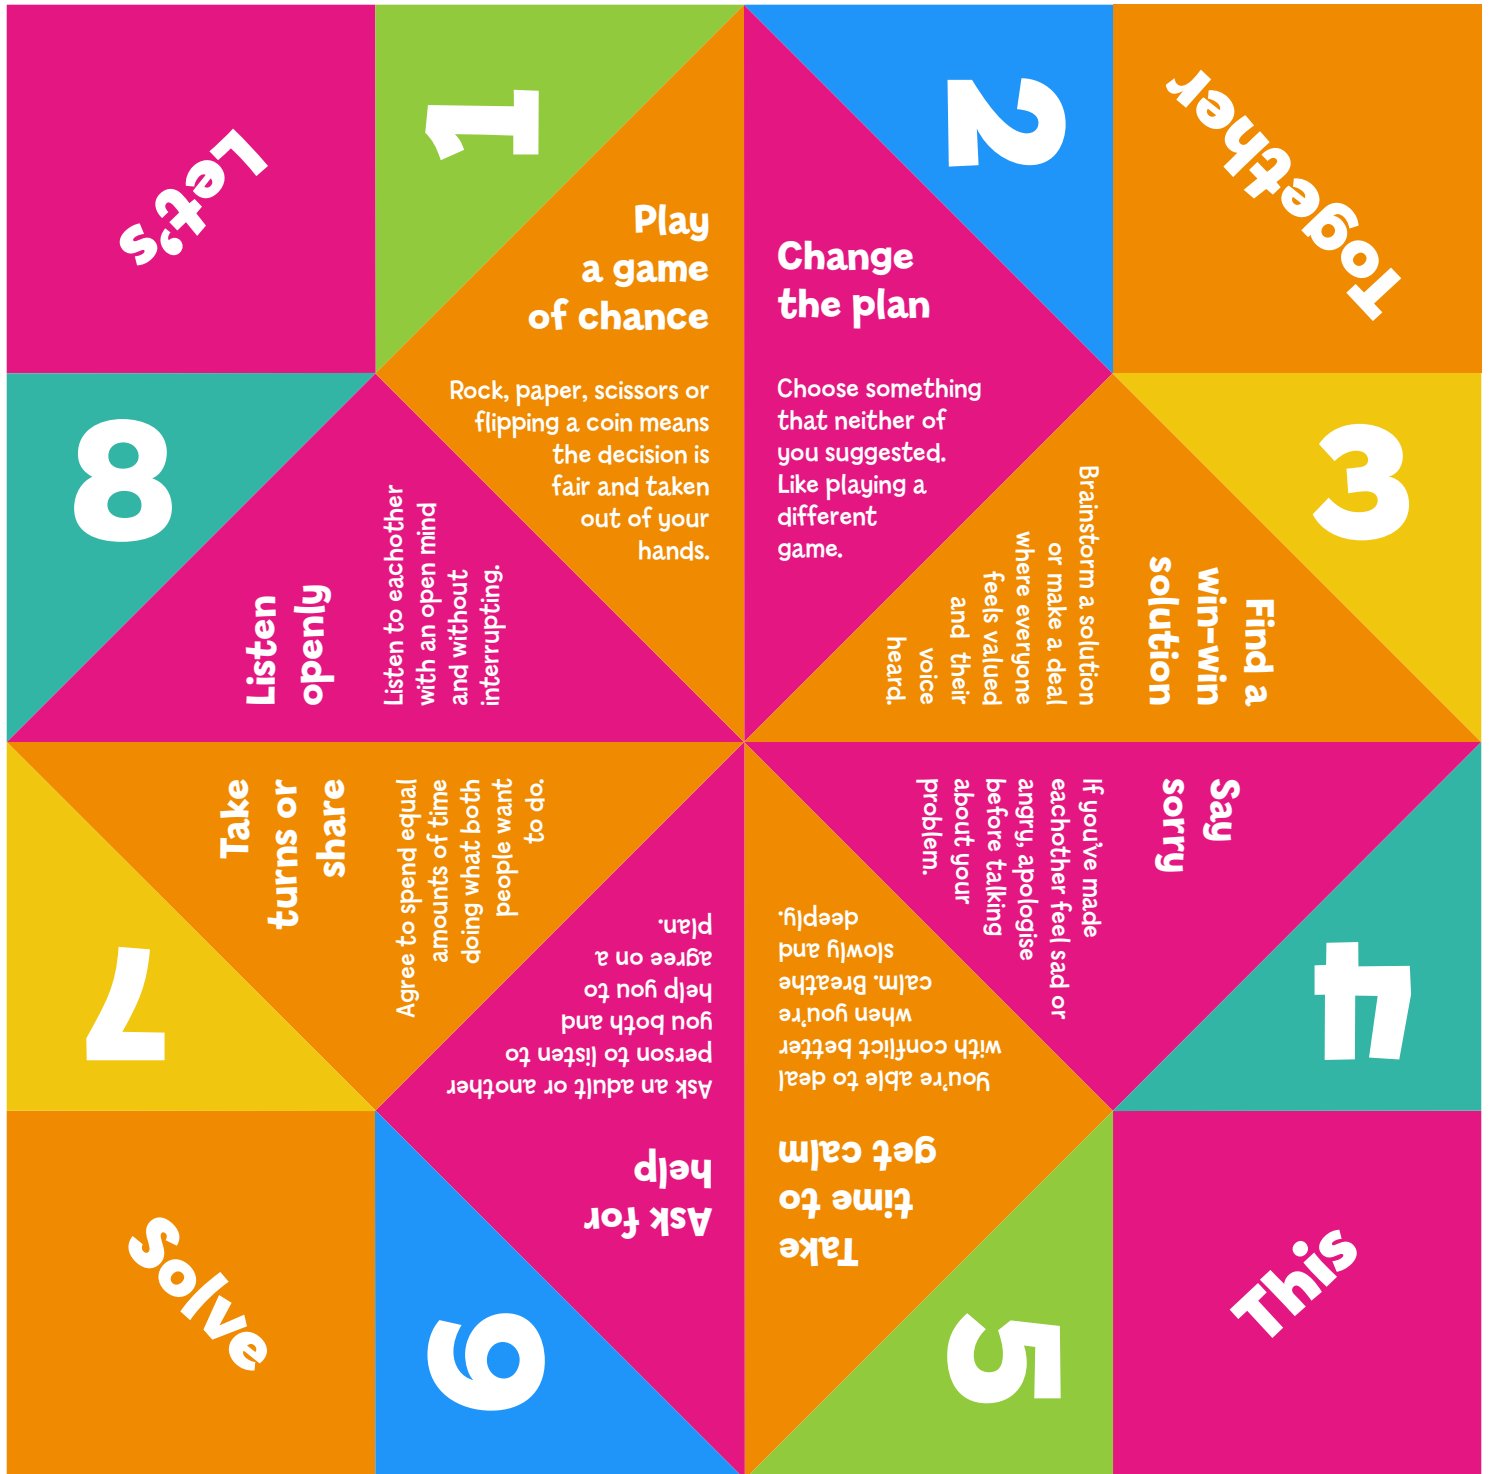 Let's
1
2
Together
Play
a game
of chance
Rock, paper, scissors or
flipping a coin means
the decision is
fair and taken
out of your
hands.
Change
the plan
Choose something
that neither of
you suggested.
Like playing a
different
game.
3
Find a
win-win
solution
Brainstorm a solution
or make a deal
where everyone
feels valued
and their
voice
heard.
4
Say
sorry
If you've made
eachother feel sad or
angry, apologise
before talking
about your
problem.
This
5
Take
time to
get calm
You're able to deal
with conflict better
when you're
calm. Breathe
slowly and
deeply.
6
Ask for
help
Ask an adult or another
person to listen to
you both and
help you to
agree on a
plan.
Solve
7
Take
turns or
share
Agree to spend equal
amounts of time
doing what both
people want
to do.
8
Listen
openly
Listen to eachother
with an open mind
and without
interrupting.